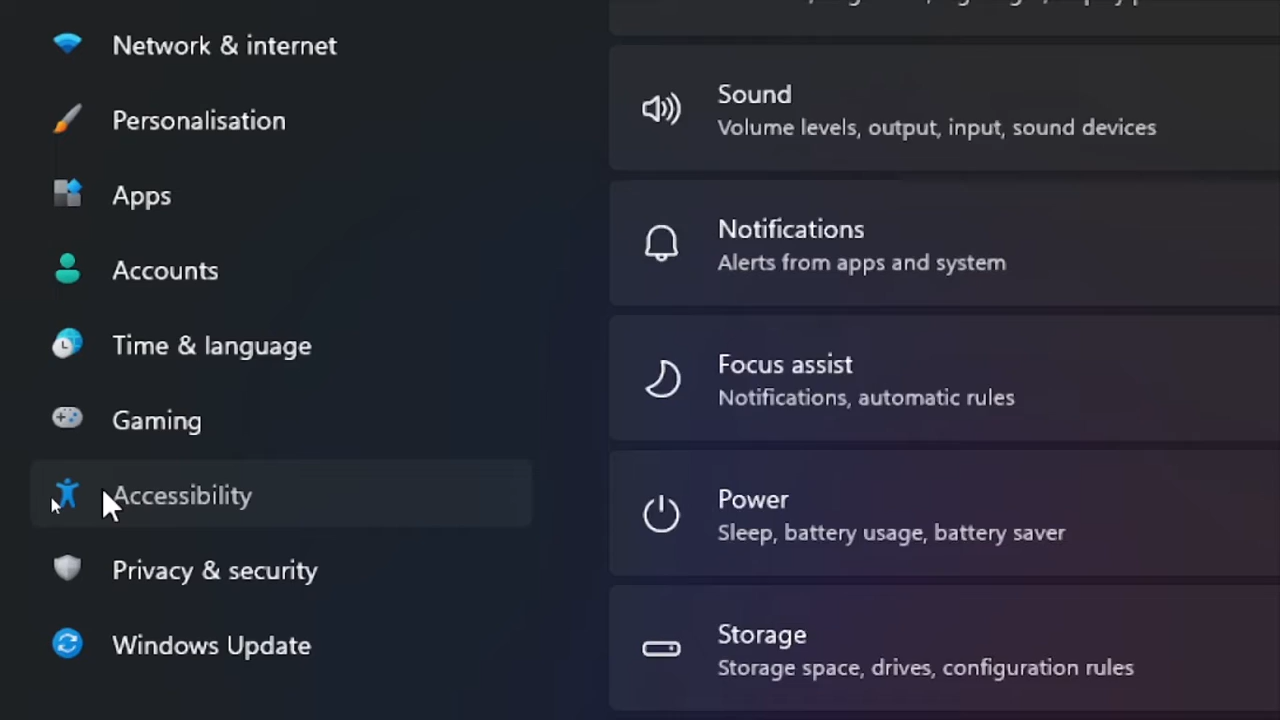 Network & internet
Personalisation
Apps
Accounts
Time & language
Gaming
Accessibility
Privacy & security
Windows Update
Sound
Volume levels, output, input, sound devices
Notifications
Alerts from apps and system
Focus assist
Notifications, automatic rules
Power
Sleep, battery usage, battery saver
Storage
Storage space, drives, configuration rules